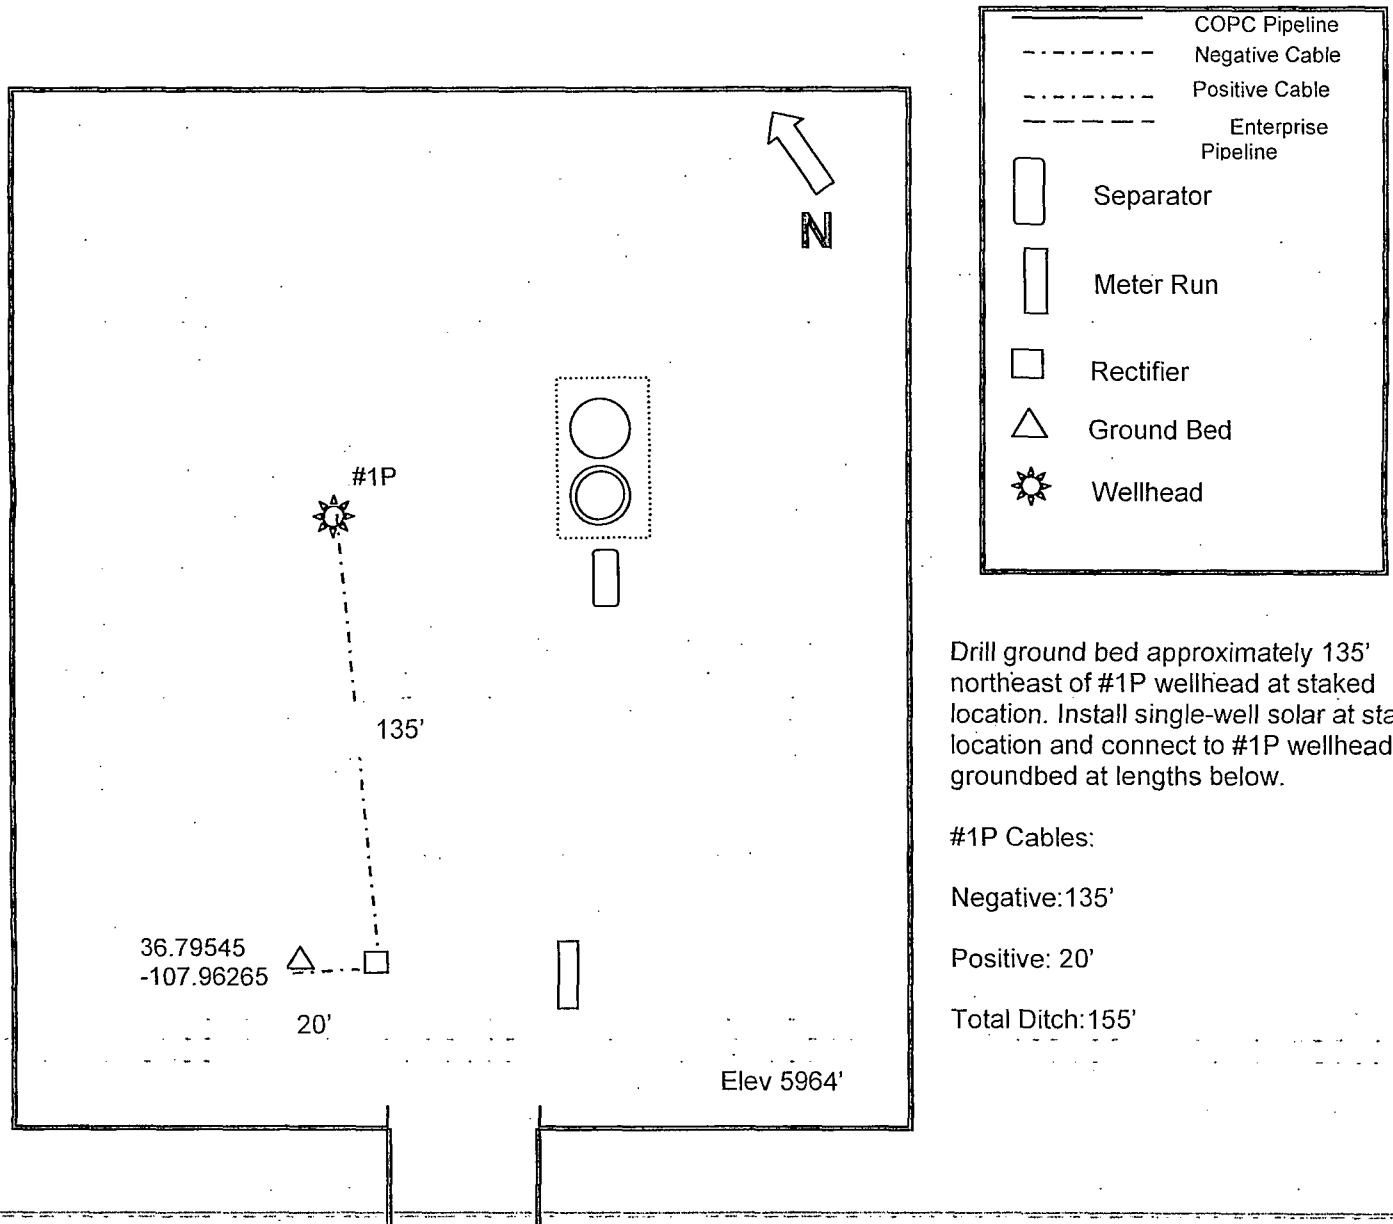 COPC Pipeline
Negative Cable
Positive Cable
Enterprise
Pipeline
Separator
Meter Run
Rectifier
Ground Bed
Wellhead
N
#1P
135'
36.79545
-107.96265
20'
Elev 5964'
Drill ground bed approximately 135'
northeast of #1P wellhead at staked
location. Install single-well solar at
location and connect to #1P wellhead
groundbed at lengths below.
#1P Cables:
Negative:135'
Positive: 20'
Total Ditch:155'